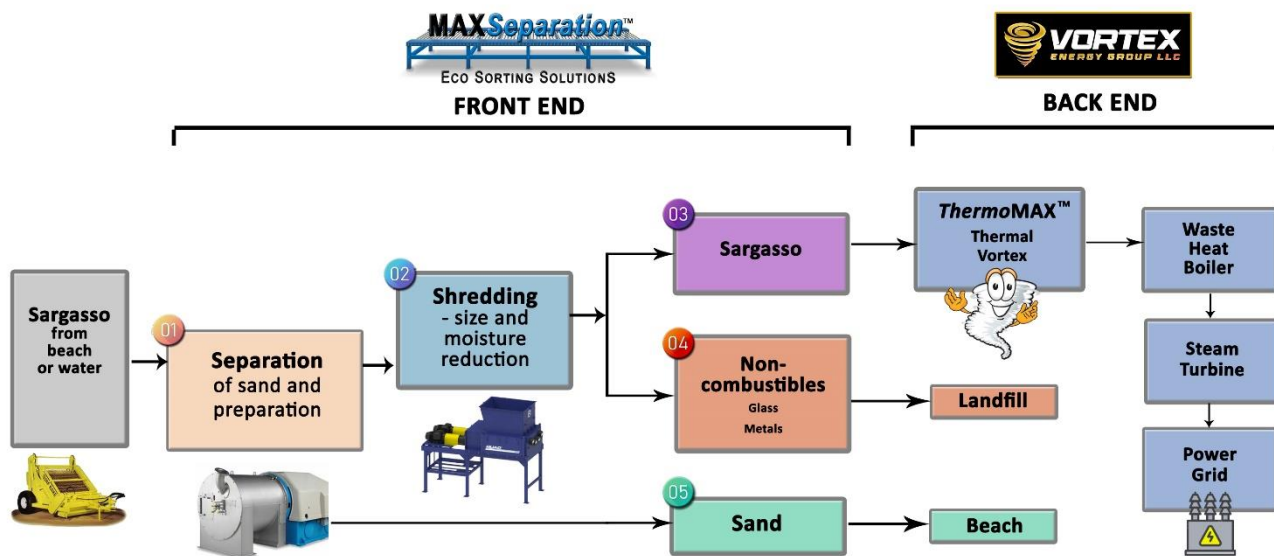 MAXSeparation™
ECO SORTING SOLUTIONS
FRONT END
VORTEX
ENERGY GROUP LLC
BACK END
Sargasso
from
beach
or water
01
Separation
of sand and
preparation
02
Shredding
- size and
moisture
reduction
03
Sargasso
04
Non-
combustibles
Glass
Metals
05
Sand
Landfill
Beach
ThermoMAX™
Thermal
Vortex
Waste
Heat
Boiler
Steam
Turbine
Power
Grid